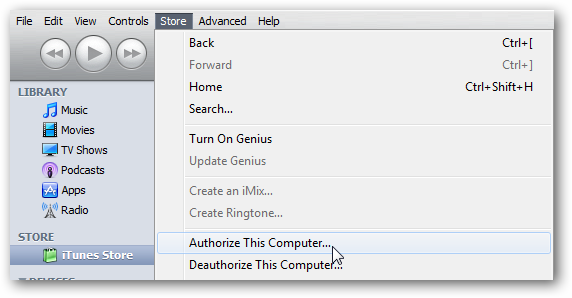 File Edit View Controls Store Advanced Help
Back Ctrl+[
Forward Ctrl+]
Home Ctrl+Shift+H
Search...
Turn On Genius
Update Genius
Create an iMix...
Create Ringtone...
Authorize This Computer...
Deauthorize This Computer...
LIBRARY
Music
Movies
TV Shows
Podcasts
Apps
Radio
STORE
iTunes Store
DEVICES